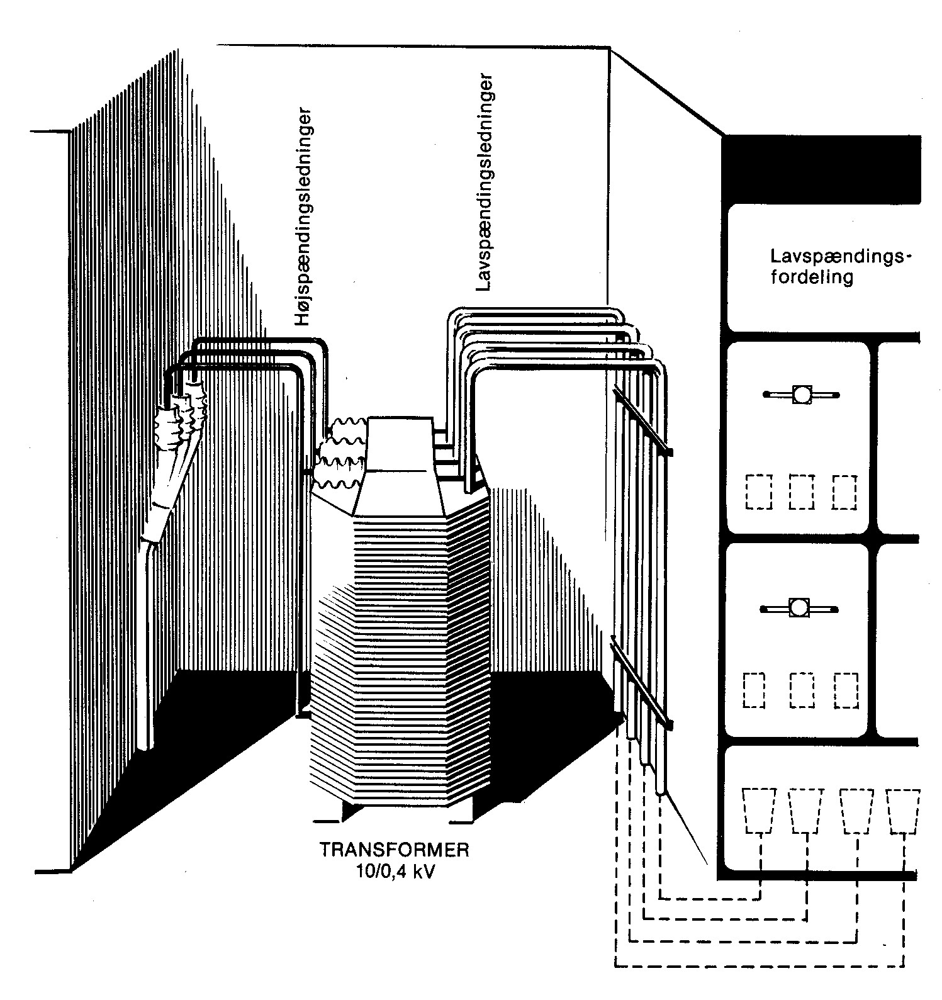 Højspændingsledninger
Lavspændingsledninger
Lavspændings-
fordeling
TRANSFORMER
10/0,4 kV